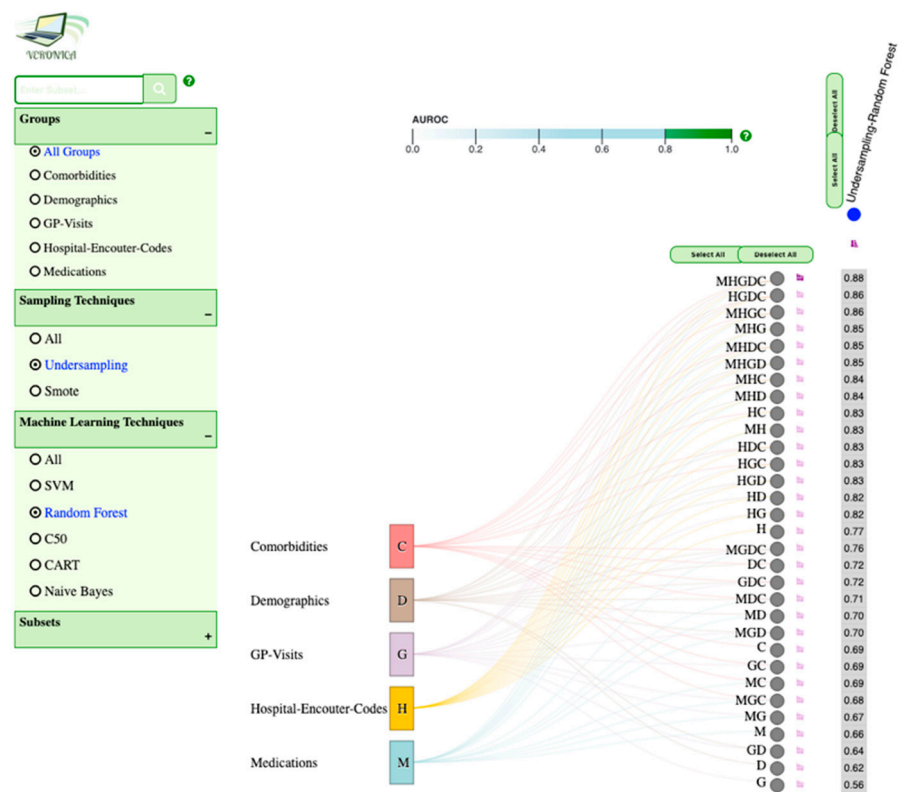 VERONICA
Enter Subset...
?
Groups
−
All Groups
Comorbidities
Demographics
GP-Visits
Hospital-Encouter-Codes
Medications
Sampling Techniques
−
All
Undersampling
Smote
Machine Learning Techniques
−
All
SVM
Random Forest
C50
CART
Naive Bayes
Subsets
+
AUROC
?
0.0 0.2 0.4 0.6 0.8 1.0
Deselect All
Select All
Undersampling-Random Forest
Select All Deselect All
Comorbidities C
Demographics D
GP-Visits G
Hospital-Encouter-Codes H
Medications M
MHGDC 0.88
HGDC 0.86
MHGC 0.86
MHG 0.85
MHDC 0.85
MHGD 0.85
MHC 0.84
MHD 0.84
HC 0.83
MH 0.83
HDC 0.83
HGC 0.83
HGD 0.83
HD 0.82
HG 0.82
H 0.77
MGDC 0.76
DC 0.72
GDC 0.72
MDC 0.71
MD 0.70
MGD 0.70
C 0.69
GC 0.69
MC 0.69
MGC 0.68
MG 0.67
M 0.66
GD 0.64
D 0.62
G 0.56